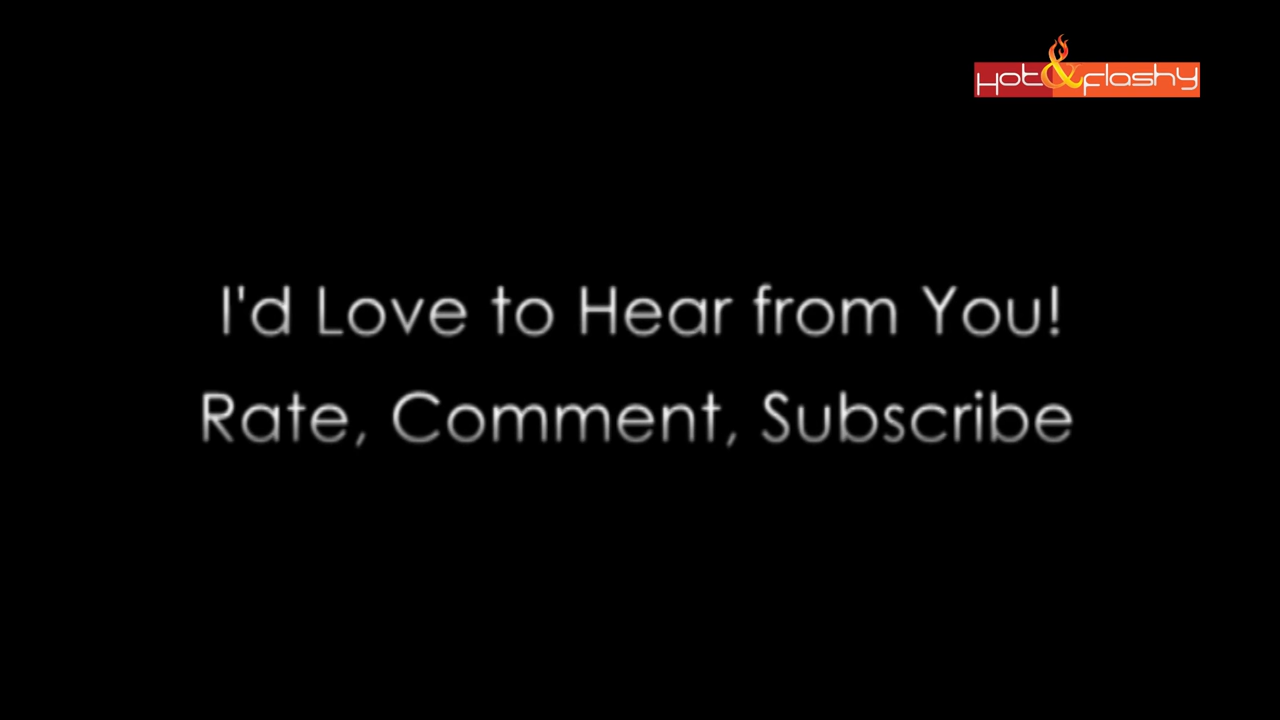 Hot & Flashy
I'd Love to Hear from You!
Rate, Comment, Subscribe